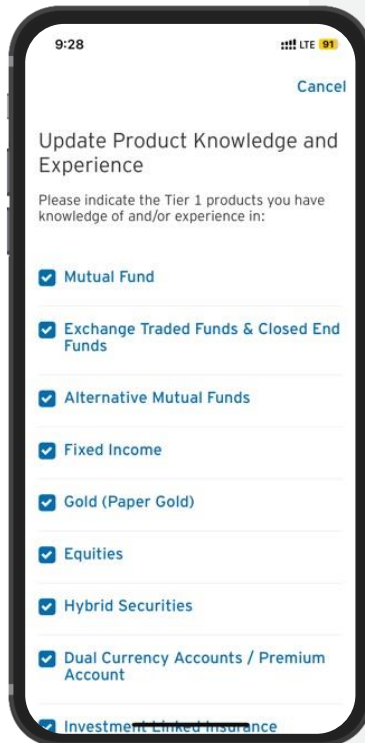 9:28
LTE 91
Cancel
Update Product Knowledge and
Experience
Please indicate the Tier 1 products you have
knowledge of and/or experience in:
Mutual Fund
Exchange Traded Funds & Closed End
Funds
Alternative Mutual Funds
Fixed Income
Gold (Paper Gold)
Equities
Hybrid Securities
Dual Currency Accounts / Premium
Account
Investment Linked Insurance